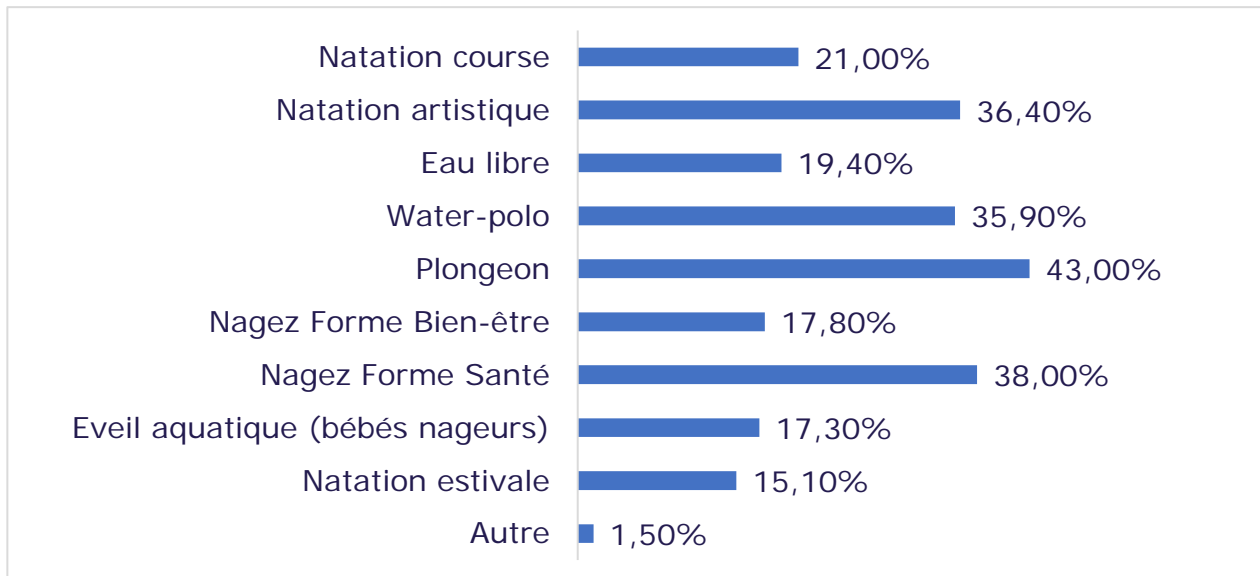 Natation course 21,00%
Natation artistique 36,40%
Eau libre 19,40%
Water-polo 35,90%
Plongeon 43,00%
Nagez Forme Bien-être 17,80%
Nagez Forme Santé 38,00%
Eveil aquatique (bébés nageurs) 17,30%
Natation estivale 15,10%
Autre 1,50%